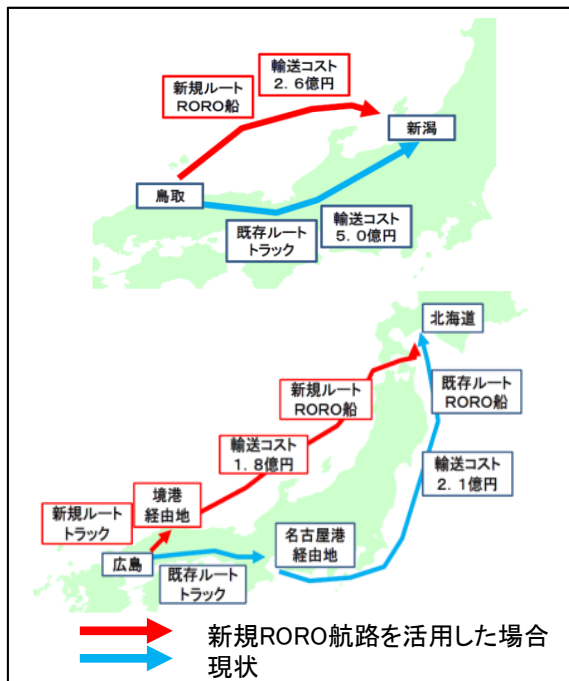 輸送コスト
2.6億円
新規ルート
RORO船
新潟
鳥取
既存ルート
トラック
輸送コスト
5.0億円
北海道
新規ルート
RORO船
既存ルート
RORO船
輸送コスト
1.8億円
輸送コスト
2.1億円
境港
経由地
新規ルート
トラック
名古屋港
経由地
広島
既存ルート
トラック
新規RORO航路を活用した場合
現状